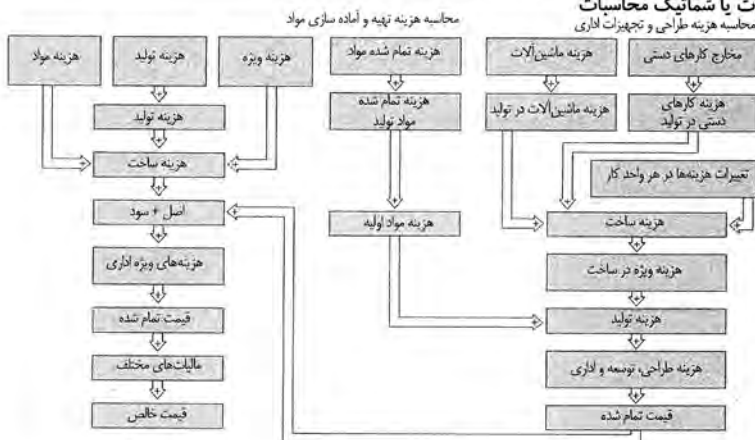 ت یا شماتیک محاسبات
محاسبه هزینه طراحی و تجهیزات اداری
محاسبه هزینه تهیه و آماده سازی مواد
مخارج کارهای دستی
هزینه ماشین‌آلات
هزینه تمام شده مواد
هزینه ویژه
هزینه تولید
هزینه مواد
هزینه کارهای
دستی در تولید
هزینه ماشین‌آلات در تولید
هزینه تمام شده
مواد تولید
هزینه تولید
هزینه ساخت
تغییرات هزینه‌ها در هر واحد کار
هزینه ساخت
هزینه مواد اولیه
اصل + سود
هزینه ویژه در ساخت
هزینه‌های ویژه اداری
هزینه تولید
قیمت تمام شده
هزینه طراحی، توسعه و اداری
مالیات‌های مختلف
قیمت تمام شده
قیمت خالص